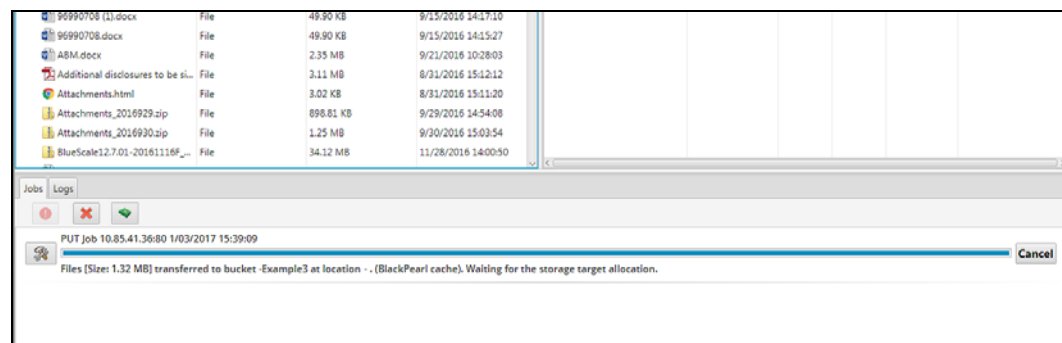 96990708 (1).docx File 49.90 KB 9/15/2016 14:17:10
96990708.docx File 49.90 KB 9/15/2016 14:15:27
ABM.docx File 2.35 MB 9/21/2016 10:28:03
Additional disclosures to be si... File 3.11 MB 8/31/2016 15:12:12
Attachments.html File 3.02 KB 8/31/2016 15:11:20
Attachments_2016929.zip File 898.81 KB 9/29/2016 14:54:08
Attachments_2016930.zip File 1.25 MB 9/30/2016 15:03:54
BlueScale12.7.01-20161116F_... File 34.12 MB 11/28/2016 14:00:50
Jobs Logs
PUT Job 10.85.41.36:80 1/03/2017 15:39:09
Cancel
Files [Size: 1.32 MB] transferred to bucket -Example3 at location - . (BlackPearl cache). Waiting for the storage target allocation.